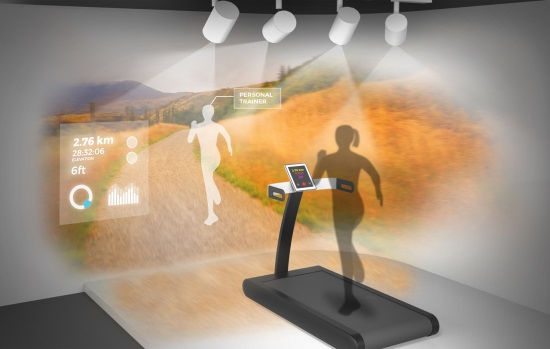 PERSONAL
TRAINER
2.76 km
28:32:06
ELEVATION
6ft